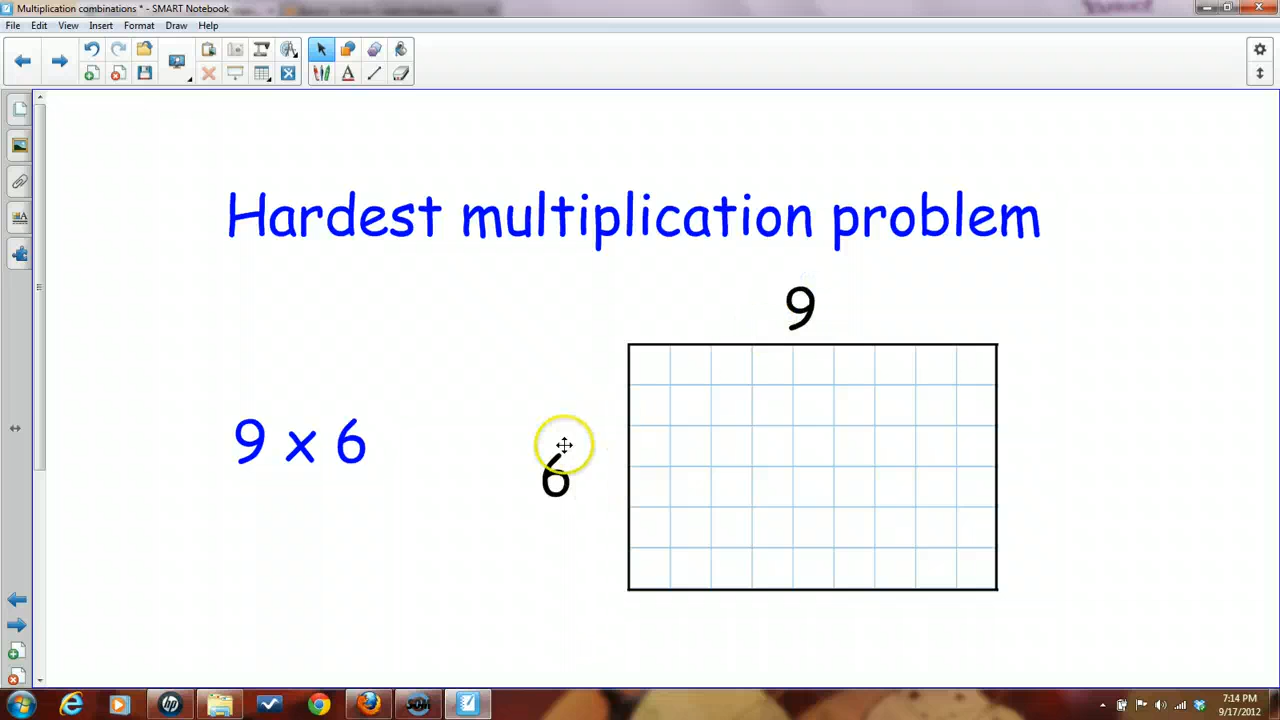 Multiplication combinations * - SMART Notebook
File Edit View Insert Format Draw Help
Hardest multiplication problem
9
9 x 6
6
7:14 PM
9/17/2012